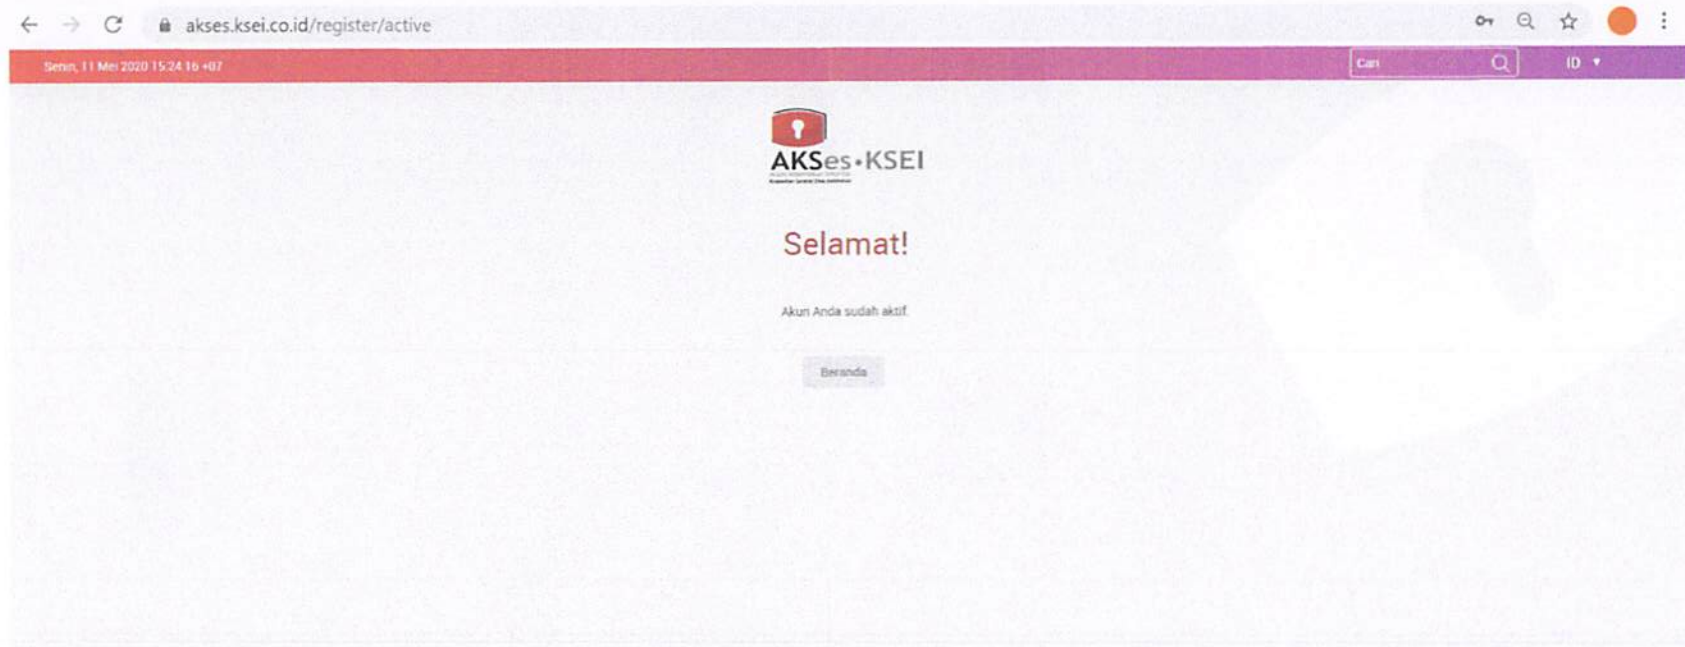 akses.ksei.co.id/register/active
Senin, 11 Mei 2020 15:24:16 +07
Cari
ID
AKSes•KSEI
Selamat!
Akun Anda sudah aktif.
Beranda